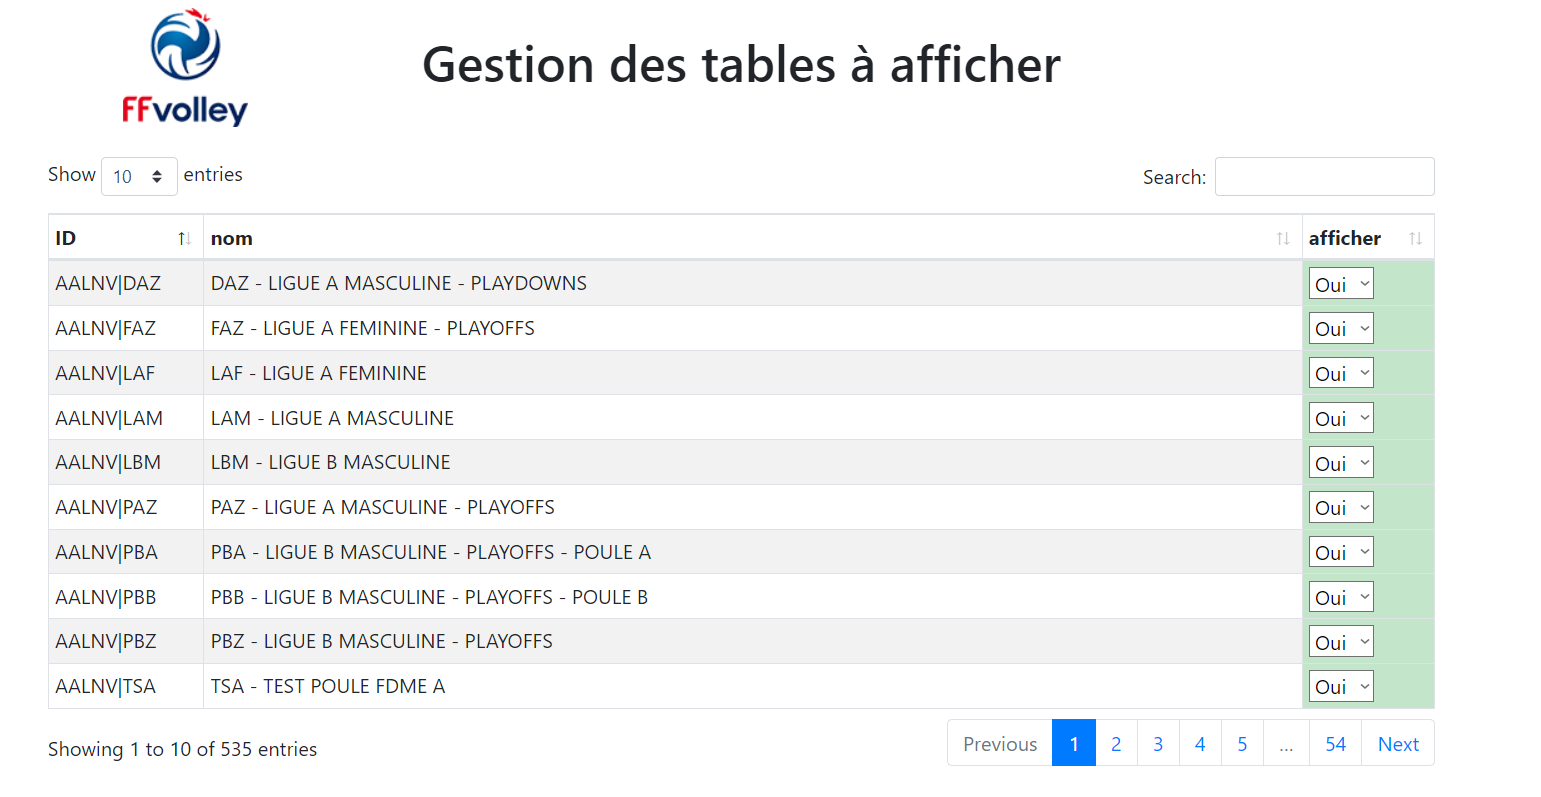 FFvolley
Gestion des tables à afficher
Show 10 entries
Search:
ID nom afficher
AALNV|DAZ DAZ - LIGUE A MASCULINE - PLAYDOWNS Oui
AALNV|FAZ FAZ - LIGUE A FEMININE - PLAYOFFS Oui
AALNV|LAF LAF - LIGUE A FEMININE Oui
AALNV|LAM LAM - LIGUE A MASCULINE Oui
AALNV|LBM LBM - LIGUE B MASCULINE Oui
AALNV|PAZ PAZ - LIGUE A MASCULINE - PLAYOFFS Oui
AALNV|PBA PBA - LIGUE B MASCULINE - PLAYOFFS - POULE A Oui
AALNV|PBB PBB - LIGUE B MASCULINE - PLAYOFFS - POULE B Oui
AALNV|PBZ PBZ - LIGUE B MASCULINE - PLAYOFFS Oui
AALNV|TSA TSA - TEST POULE FDME A Oui
Showing 1 to 10 of 535 entries
Previous 1 2 3 4 5 ... 54 Next